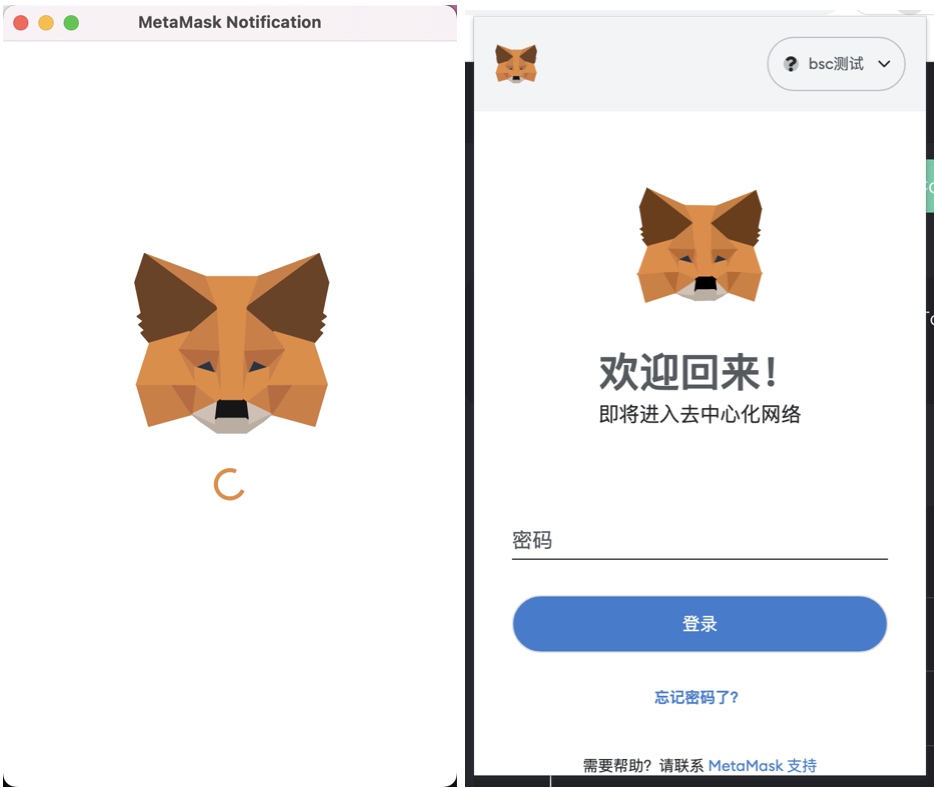 MetaMask Notification
bsc测试
欢迎回来！
即将进入去中心化网络
密码
登录
忘记密码了？
需要帮助？请联系 MetaMask 支持